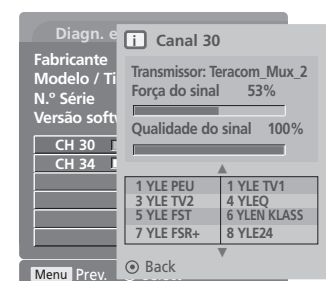 Diagn. e
Canal 30
Fabricante
Modelo / Ti
N.º Série
Versão soft
Transmissor: Teracom_Mux_2
Força do sinal 53%
Qualidade do sinal 100%
CH 30
CH 34
1 YLE PEU 1 YLE TV1
3 YLE TV2 4 YLEQ
5 YLE FST 6 YLEN KLASS
7 YLE FSR+ 8 YLE24
Back
Menu Prev.